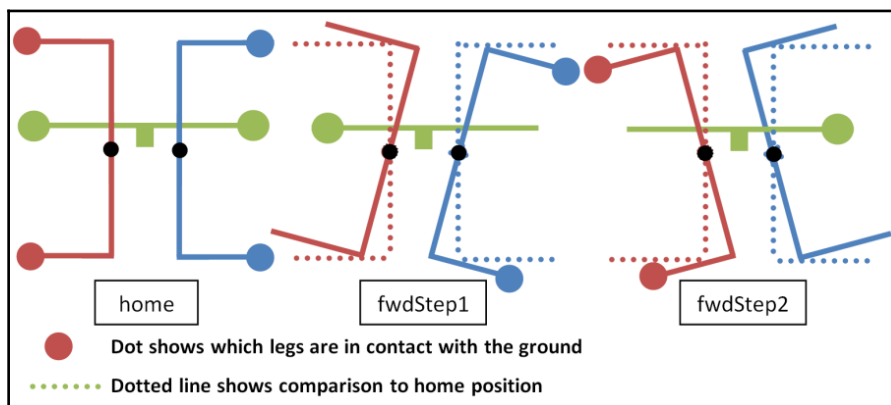 home
fwdStep1
fwdStep2
Dot shows which legs are in contact with the ground
Dotted line shows comparison to home position